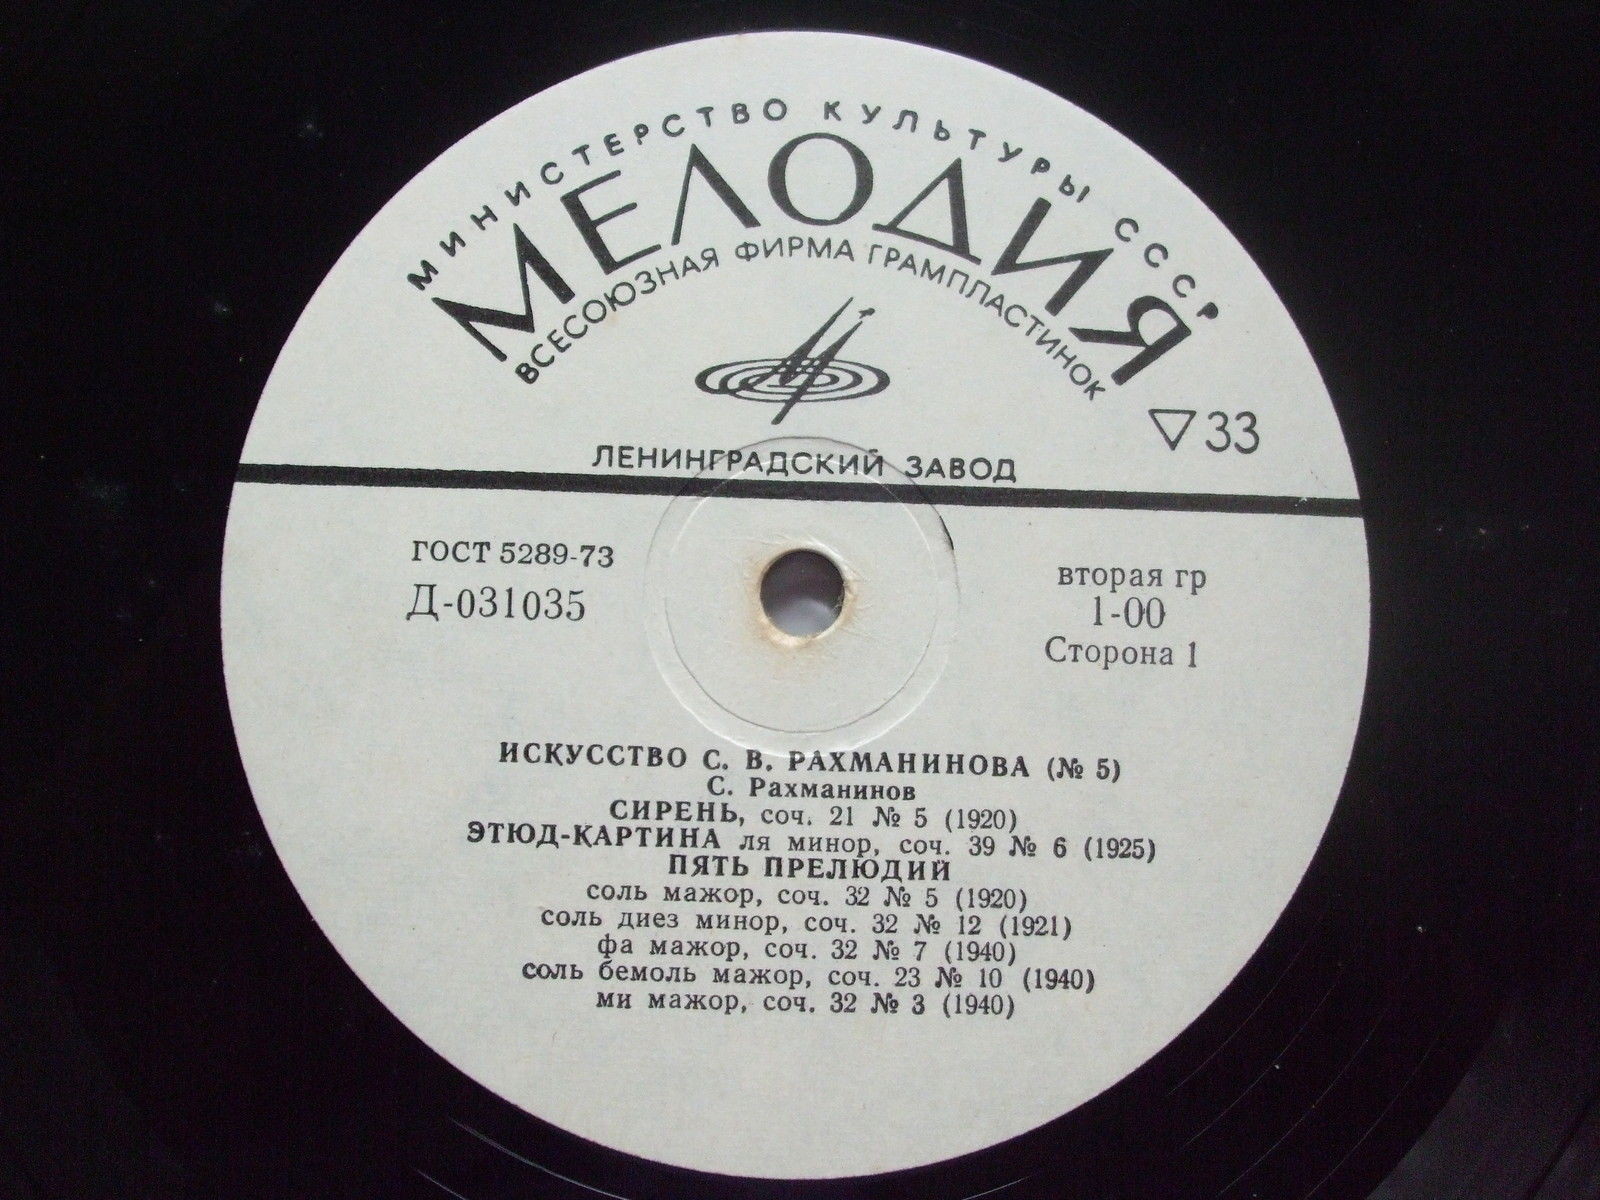 МИНИСТЕРСТВО КУЛЬТУРЫ СССР
МЕЛОДИЯ
ВСЕСОЮЗНАЯ ФИРМА ГРАМПЛАСТИНОК
▽33
ЛЕНИНГРАДСКИЙ ЗАВОД
ГОСТ 5289-73
Д-031035
вторая гр
1-00
Сторона 1
ИСКУССТВО С. В. РАХМАНИНОВА (№ 5)
С. Рахманинов
СИРЕНЬ, соч. 21 № 5 (1920)
ЭТЮД-КАРТИНА ля минор, соч. 39 № 6 (1925)
ПЯТЬ ПРЕЛЮДИЙ
соль мажор, соч. 32 № 5 (1920)
соль диез минор, соч. 32 № 12 (1921)
фа мажор, соч. 32 № 7 (1940)
соль бемоль мажор, соч. 23 № 10 (1940)
ми мажор, соч. 32 № 3 (1940)